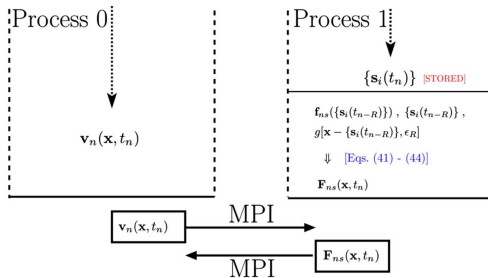 Process 0
Process 1
{s_i(t_n)} [STORED]
v_n(x, t_n)
f_ns({s_i(t_{n−R})}) , {s_i(t_{n−R})} ,
g[x − {s_i(t_{n−R})}, ϵ_R]
⇓ [Eqs. (41) - (44)]
F_ns(x, t_n)
v_n(x, t_n)
MPI
F_ns(x, t_n)
MPI